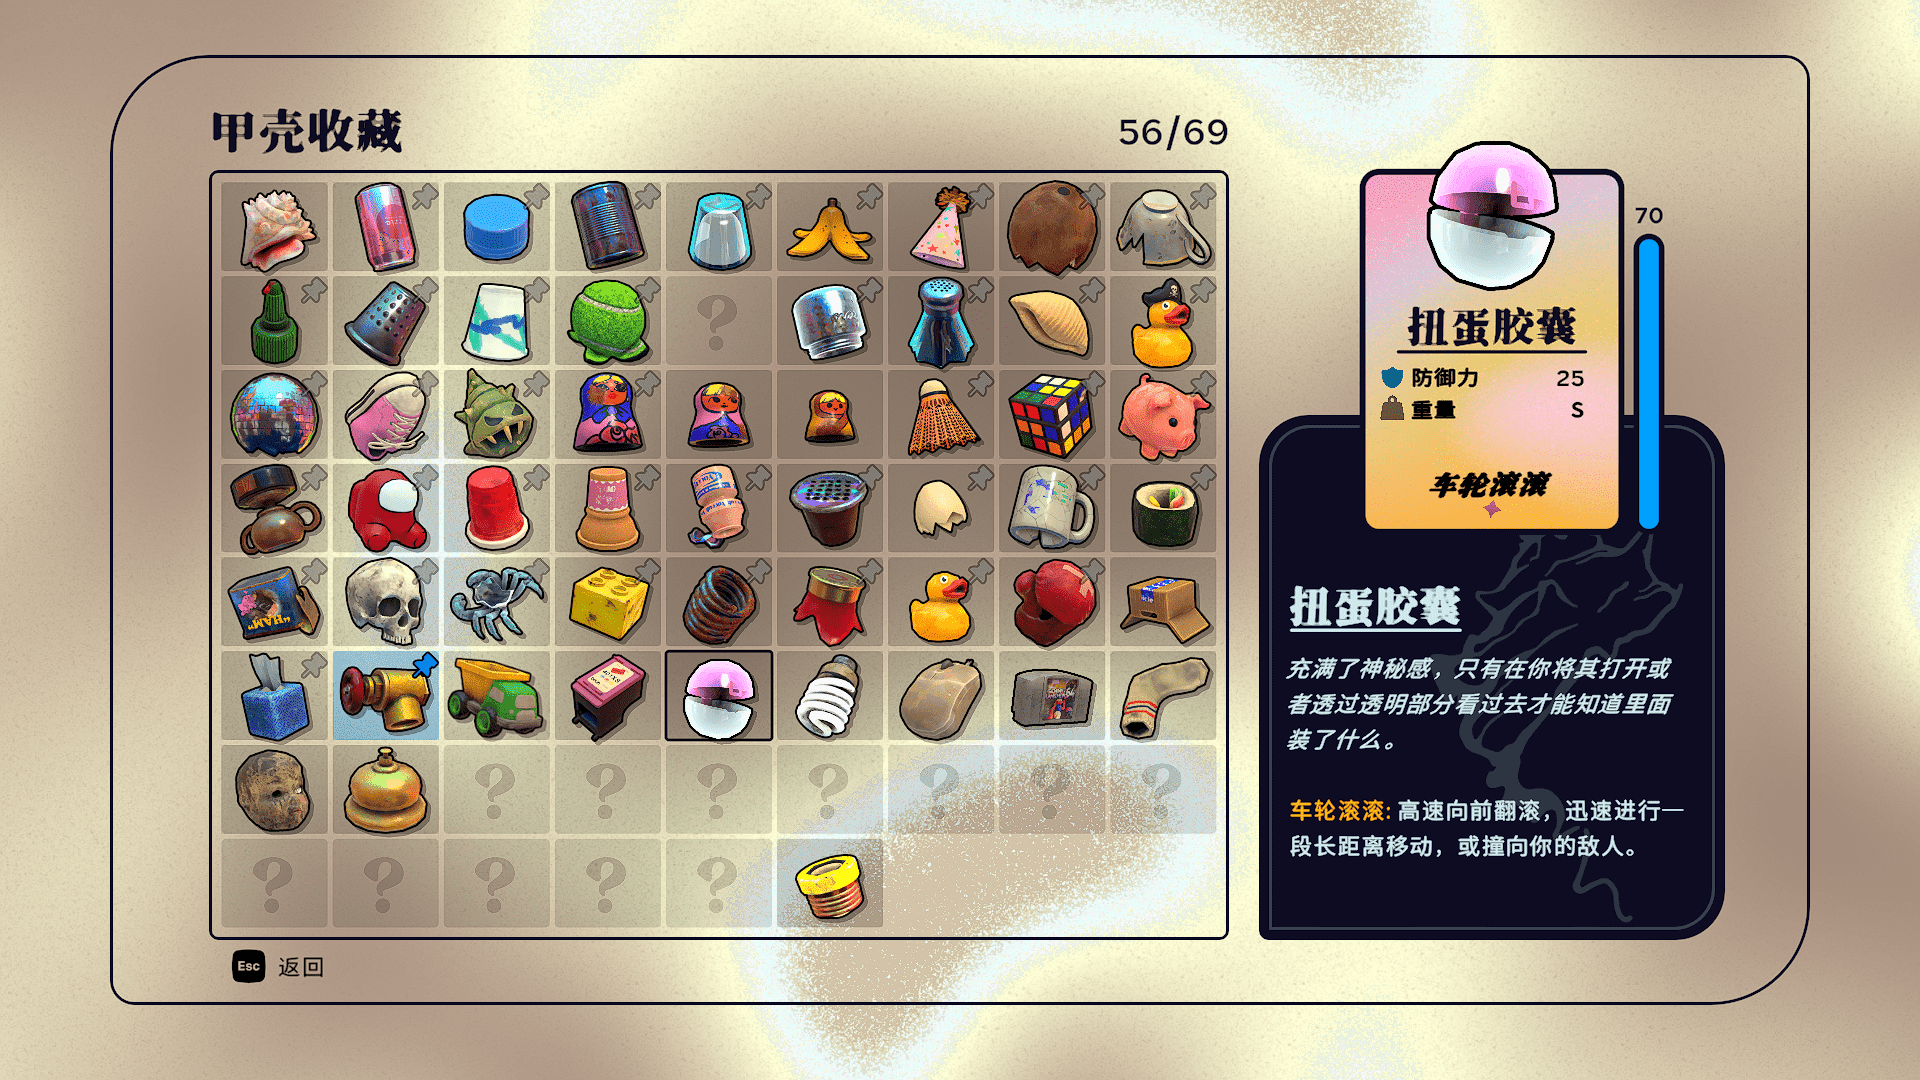 甲壳收藏
56/69
70
扭蛋胶囊
防御力 25
重量 S
车轮滚滚
扭蛋胶囊
充满了神秘感，只有在你将其打开或
者透过透明部分看过去才能知道里面
装了什么。
车轮滚滚: 高速向前翻滚，迅速进行一
段长距离移动，或撞向你的敌人。
"HAM"
Esc 返回